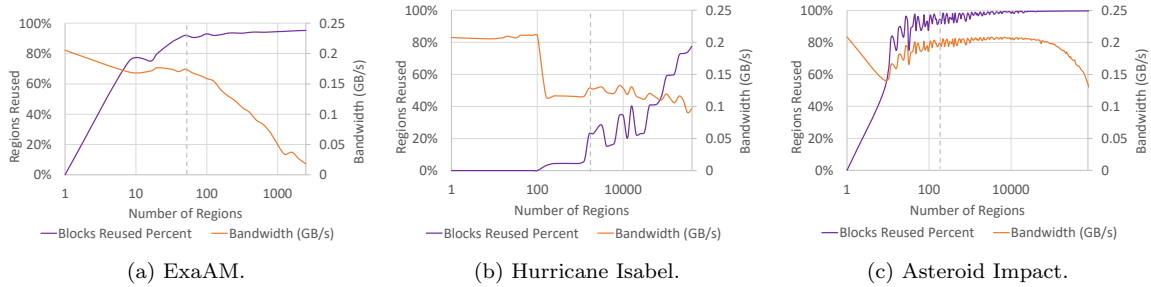 100%
80%
60%
40%
20%
0%
Regions Reused
0.25
0.2
0.15
0.1
0.05
0
Bandwidth (GB/s)
1
10
100
1000
Number of Regions
Blocks Reused Percent
Bandwidth (GB/s)
(a) ExaAM.
100%
80%
60%
40%
20%
0%
Regions Reused
0.25
0.2
0.15
0.1
0.05
0
Bandwidth (GB/s)
1
100
10000
Number of Regions
Blocks Reused Percent
Bandwidth (GB/s)
(b) Hurricane Isabel.
100%
80%
60%
40%
20%
0%
Regions Reused
0.25
0.2
0.15
0.1
0.05
0
Bandwidth (GB/s)
1
100
10000
Number of Regions
Blocks Reused Percent
Bandwidth (GB/s)
(c) Asteroid Impact.